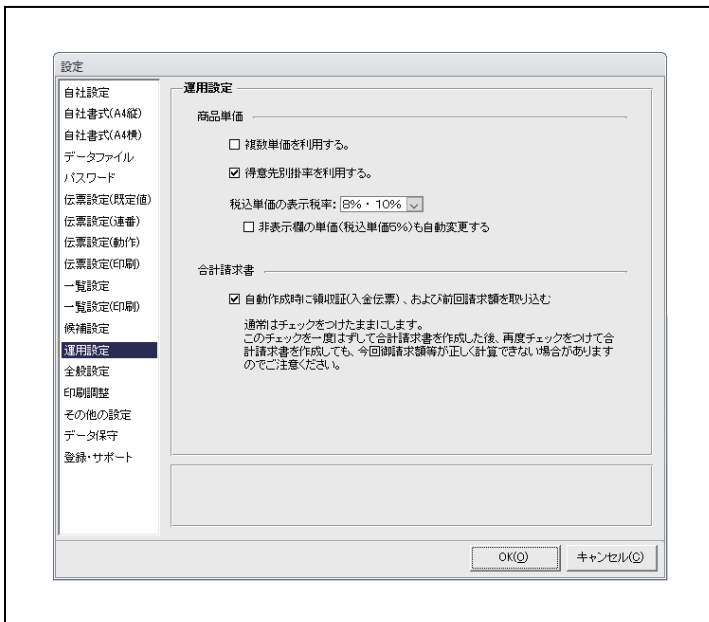 設定
自社設定
自社書式(A4縦)
自社書式(A4横)
データファイル
パスワード
伝票設定(既定値)
伝票設定(連番)
伝票設定(動作)
伝票設定(印刷)
一覧設定
一覧設定(印刷)
候補設定
運用設定
全般設定
印刷調整
その他の設定
データ保守
登録・サポート
運用設定
商品単価
複数単価を利用する。
得意先別掛率を利用する。
税込単価の表示税率: 8%・10%
非表示欄の単価(税込単価5%)も自動変更する
合計請求書
自動作成時に領収証(入金伝票)、および前回請求額を取り込む
通常はチェックをつけたままにします。
このチェックを一度はずして合計請求書を作成した後、再度チェックをつけて合
計請求書を作成しても、今回御請求額等が正しく計算できない場合があります
のでご注意ください。
OK(O)
キャンセル(C)